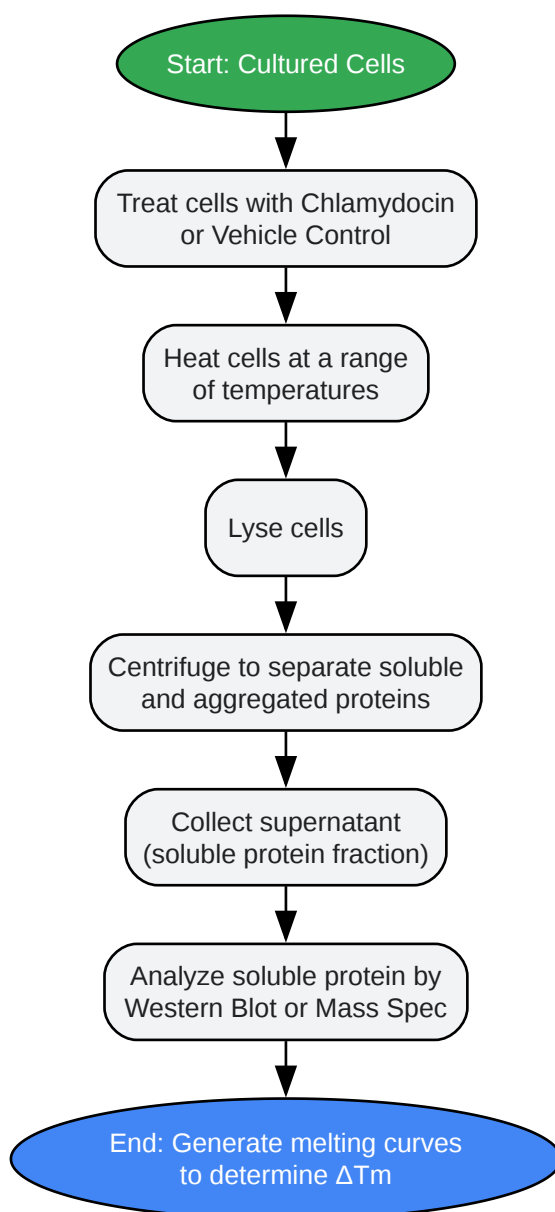 Start: Cultured Cells
Treat cells with Chlamydocin
or Vehicle Control
Heat cells at a range
of temperatures
Lyse cells
Centrifuge to separate soluble
and aggregated proteins
Collect supernatant
(soluble protein fraction)
Analyze soluble protein by
Western Blot or Mass Spec
End: Generate melting curves
to determine ΔTm